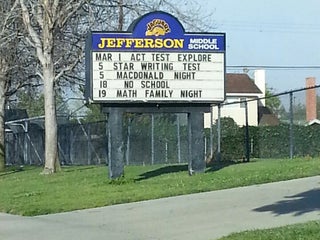 JAGUARS
JEFFERSON MIDDLE SCHOOL
MAR 1 ACT TEST EXPLORE
5 STAR WRITING TEST
5 MACDONALD NIGHT
18 NO SCHOOL
19 MATH FAMILY NIGHT